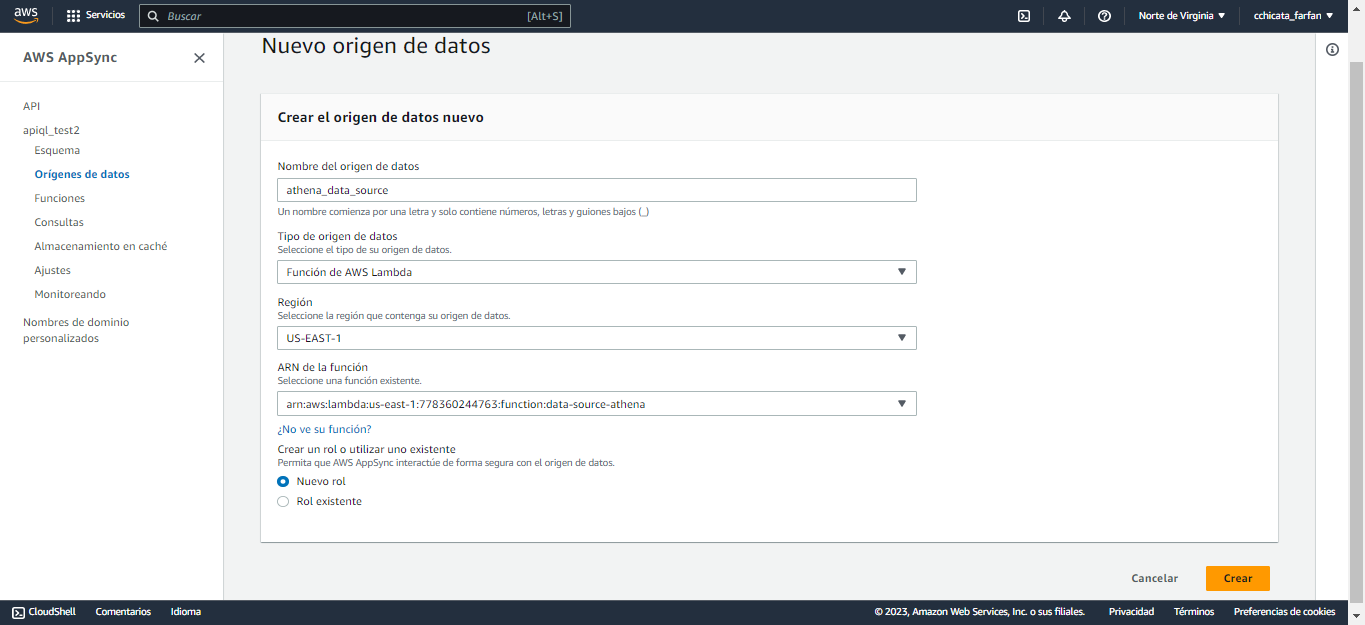 aws
Servicios
Buscar
[Alt+S]
Norte de Virginia
cchicata_farfan
AWS AppSync
API
apiql_test2
Esquema
Orígenes de datos
Funciones
Consultas
Almacenamiento en caché
Ajustes
Monitoreando
Nombres de dominio
personalizados
Nuevo origen de datos
Crear el origen de datos nuevo
Nombre del origen de datos
athena_data_source
Un nombre comienza por una letra y solo contiene números, letras y guiones bajos (_)
Tipo de origen de datos
Seleccione el tipo de su origen de datos.
Función de AWS Lambda
Región
Seleccione la región que contenga su origen de datos.
US-EAST-1
ARN de la función
Seleccione una función existente.
arn:aws:lambda:us-east-1:778360244763:function:data-source-athena
¿No ve su función?
Crear un rol o utilizar uno existente
Permita que AWS AppSync interactúe de forma segura con el origen de datos.
Nuevo rol
Rol existente
Cancelar
Crear
CloudShell
Comentarios
Idioma
© 2023, Amazon Web Services, Inc. o sus filiales.
Privacidad
Términos
Preferencias de cookies